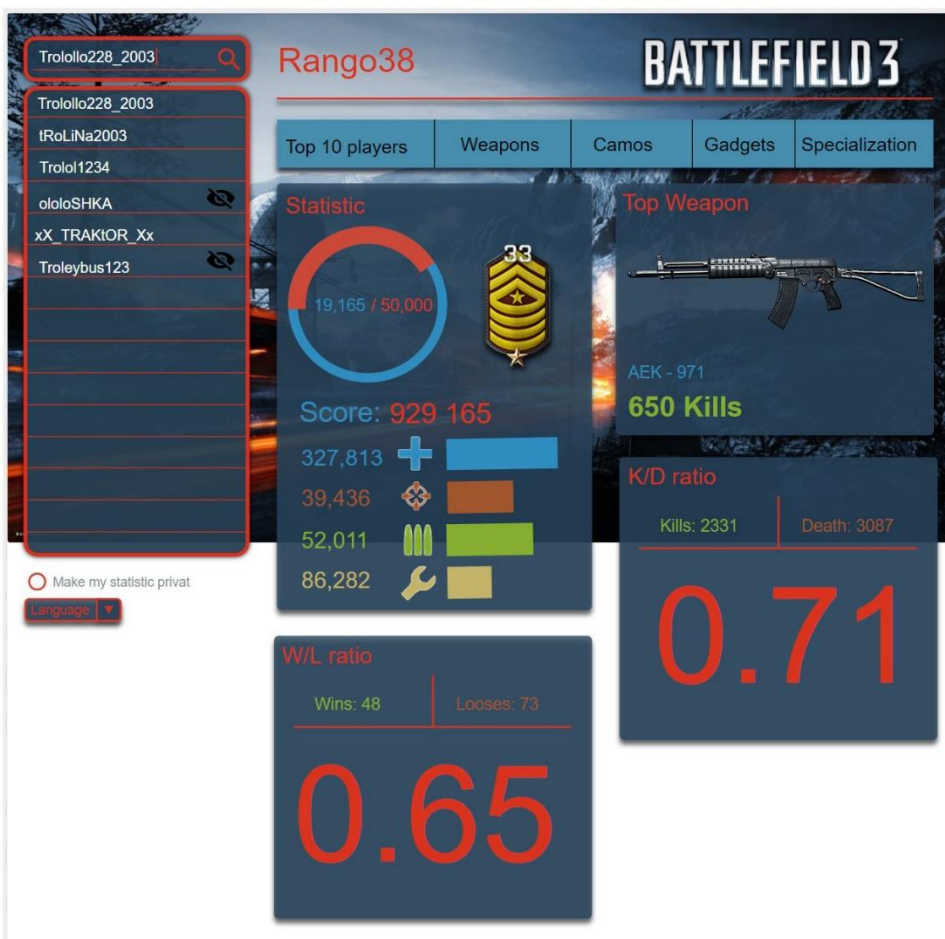 Trolollo228_2003
Trolollo228_2003
tRoLiNa2003
Trolol1234
ololoSHKA
xX_TRAKtOR_Xx
Troleybus123
Make my statistic privat
Language
Rango38
BATTLEFIELD 3
Top 10 players
Weapons
Camos
Gadgets
Specialization
Statistic
19,165 / 50,000
33
Score: 929 165
327,813
39,436
52,011
86,282
Top Weapon
AEK - 971
650 Kills
K/D ratio
Kills: 2331
Death: 3087
0.71
W/L ratio
Wins: 48
Looses: 73
0.65